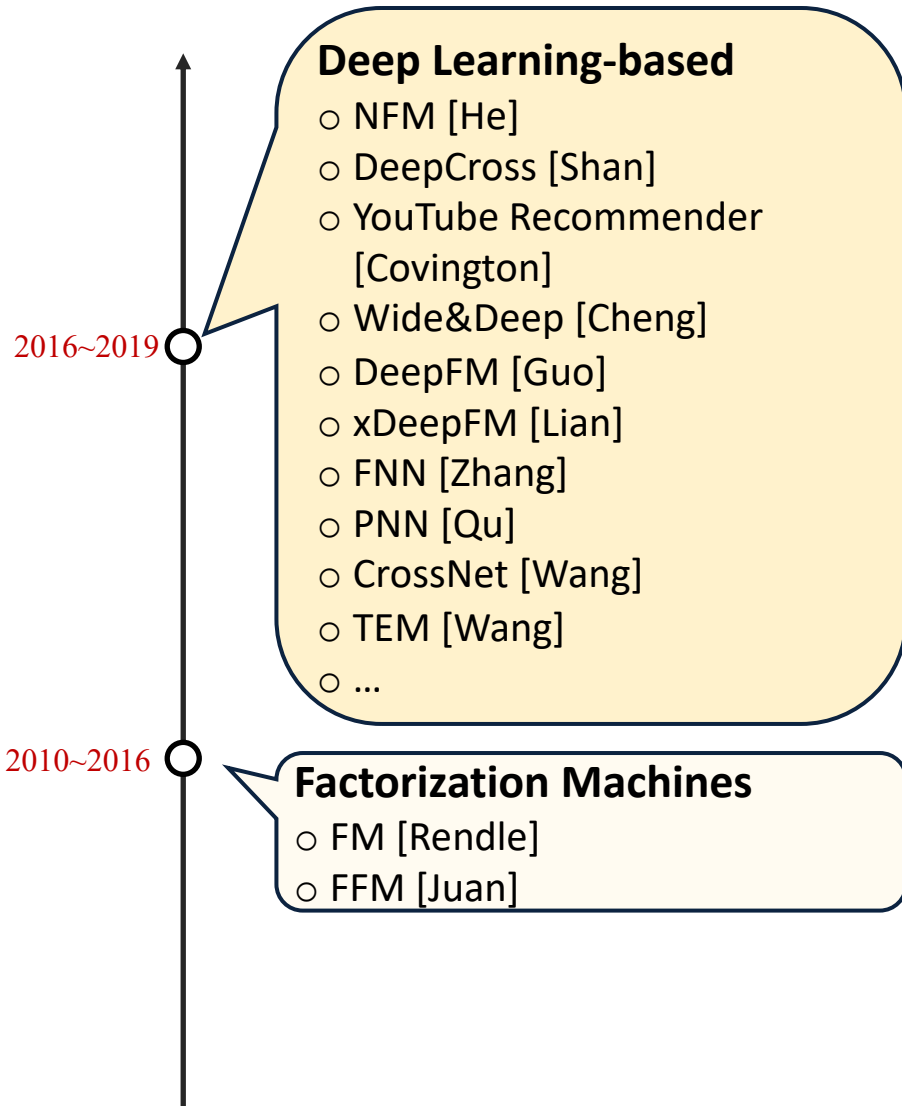 Deep Learning-based
○ NFM [He]
○ DeepCross [Shan]
○ YouTube Recommender
[Covington]
○ Wide&Deep [Cheng]
○ DeepFM [Guo]
○ xDeepFM [Lian]
○ FNN [Zhang]
○ PNN [Qu]
○ CrossNet [Wang]
○ TEM [Wang]
○ ...
2016~2019
2010~2016
Factorization Machines
○ FM [Rendle]
○ FFM [Juan]